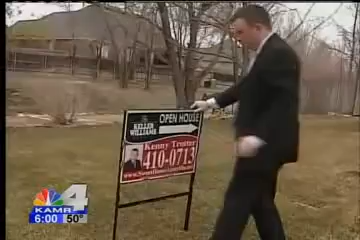 KELLER WILLIAMS
OPEN HOUSE
Kenny Trotter
410-0713
4
KAMR
6:00 50°